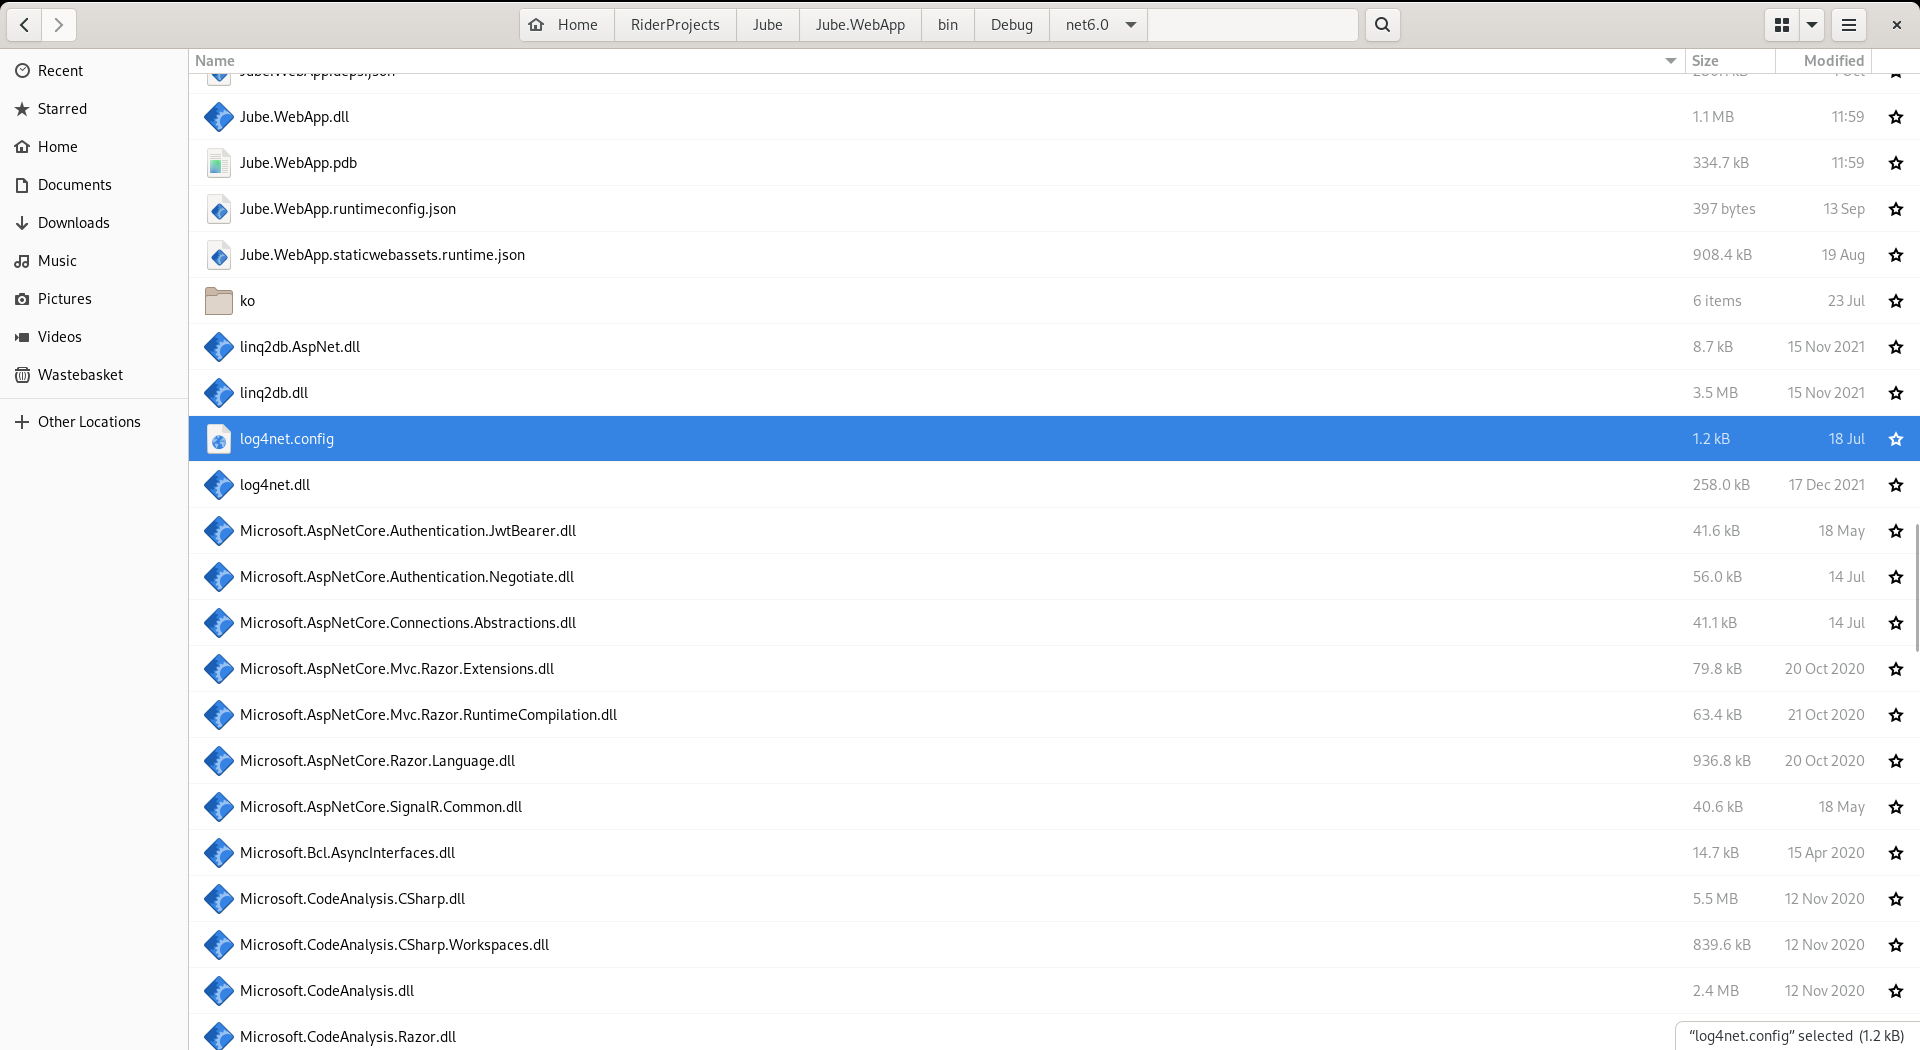 Home RiderProjects Jube Jube.WebApp bin Debug net6.0
Name Size Modified
Recent
Starred
Home
Documents
Downloads
Music
Pictures
Videos
Wastebasket
Other Locations
Jube.WebApp.deps.json
Jube.WebApp.dll 1.1 MB 11:59
Jube.WebApp.pdb 334.7 kB 11:59
Jube.WebApp.runtimeconfig.json 397 bytes 13 Sep
Jube.WebApp.staticwebassets.runtime.json 908.4 kB 19 Aug
ko 6 items 23 Jul
linq2db.AspNet.dll 8.7 kB 15 Nov 2021
linq2db.dll 3.5 MB 15 Nov 2021
log4net.config 1.2 kB 18 Jul
log4net.dll 258.0 kB 17 Dec 2021
Microsoft.AspNetCore.Authentication.JwtBearer.dll 41.6 kB 18 May
Microsoft.AspNetCore.Authentication.Negotiate.dll 56.0 kB 14 Jul
Microsoft.AspNetCore.Connections.Abstractions.dll 41.1 kB 14 Jul
Microsoft.AspNetCore.Mvc.Razor.Extensions.dll 79.8 kB 20 Oct 2020
Microsoft.AspNetCore.Mvc.Razor.RuntimeCompilation.dll 63.4 kB 21 Oct 2020
Microsoft.AspNetCore.Razor.Language.dll 936.8 kB 20 Oct 2020
Microsoft.AspNetCore.SignalR.Common.dll 40.6 kB 18 May
Microsoft.Bcl.AsyncInterfaces.dll 14.7 kB 15 Apr 2020
Microsoft.CodeAnalysis.CSharp.dll 5.5 MB 12 Nov 2020
Microsoft.CodeAnalysis.CSharp.Workspaces.dll 839.6 kB 12 Nov 2020
Microsoft.CodeAnalysis.dll 2.4 MB 12 Nov 2020
Microsoft.CodeAnalysis.Razor.dll
“log4net.config” selected (1.2 kB)